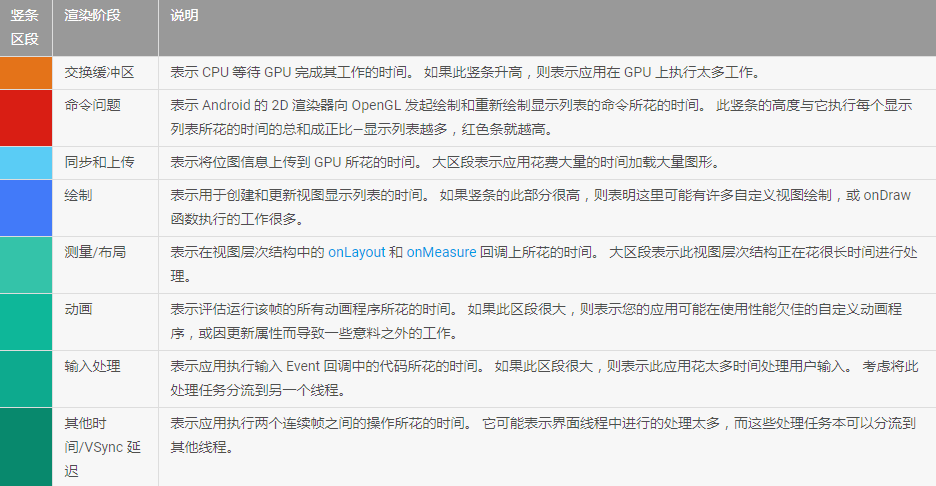 竖条 渲染阶段 说明
区段
交换缓冲区 表示 CPU 等待 GPU 完成其工作的时间。 如果此竖条升高，则表示应用在 GPU 上执行太多工作。
命令问题 表示 Android 的 2D 渲染器向 OpenGL 发起绘制和重新绘制显示列表的命令所花的时间。 此竖条的高度与它执行每个显示
列表所花的时间的总和成正比—显示列表越多，红色条就越高。
同步和上传 表示将位图信息上传到 GPU 所花的时间。 大区段表示应用花费大量的时间加载大量图形。
绘制 表示用于创建和更新视图显示列表的时间。 如果竖条的此部分很高，则表明这里可能有许多自定义视图绘制，或 onDraw
函数执行的工作很多。
测量/布局 表示在视图层次结构中的 onLayout 和 onMeasure 回调上所花的时间。 大区段表示此视图层次结构正在花很长时间进行处
理。
动画 表示评估运行该帧的所有动画程序所花的时间。 如果此区段很大，则表示您的应用可能在使用性能欠佳的自定义动画程
序，或因更新属性而导致一些意料之外的工作。
输入处理 表示应用执行输入 Event 回调中的代码所花的时间。 如果此区段很大，则表示此应用花太多时间处理用户输入。 考虑将此
处理任务分流到另一个线程。
其他时 表示应用执行两个连续帧之间的操作所花的时间。 它可能表示界面线程中进行的处理太多，而这些处理任务本可以分流到
间/VSync 延 其他线程。
迟